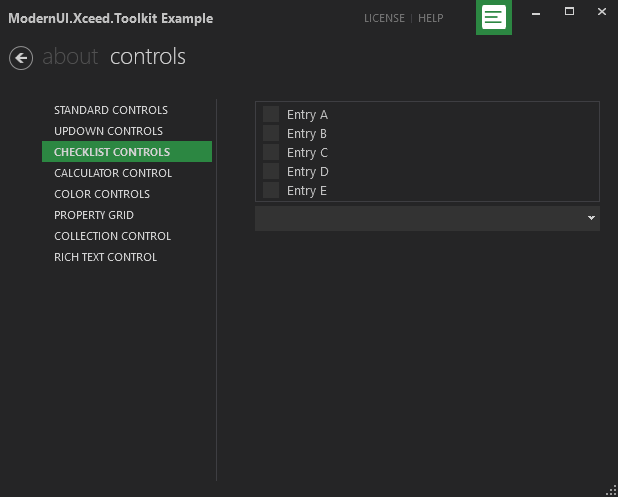 ModernUI.Xceed.Toolkit Example
LICENSE | HELP
about controls
STANDARD CONTROLS
UPDOWN CONTROLS
CHECKLIST CONTROLS
CALCULATOR CONTROL
COLOR CONTROLS
PROPERTY GRID
COLLECTION CONTROL
RICH TEXT CONTROL
Entry A
Entry B
Entry C
Entry D
Entry E